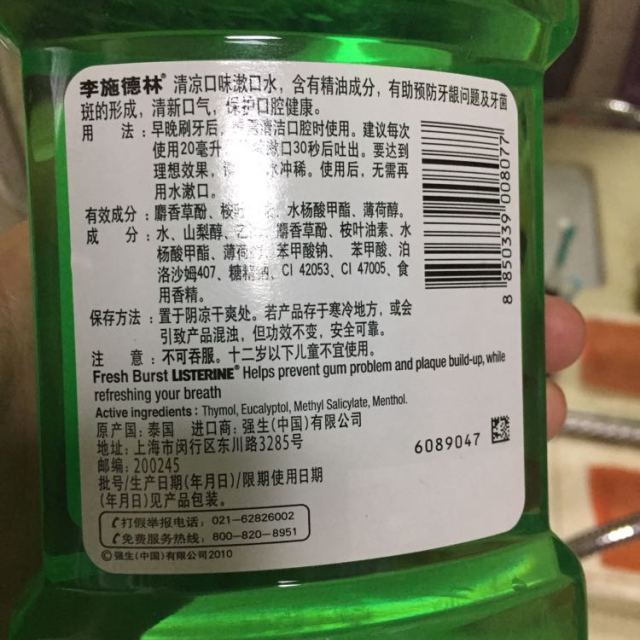 李施德林® 清凉口味漱口水，含有精油成分，有助预防牙龈问题及牙菌
斑的形成，清新口气，保护口腔健康。
用 法：早晚刷牙后 清洁口腔时使用。建议每次
使用20毫升 漱口30秒后吐出。要达到
理想效果， 水冲稀。使用后，无需再
用水漱口。
有效成分：麝香草酚、桉 、水杨酸甲酯、薄荷醇。
成 分：水、山梨醇、乙 麝香草酚、桉叶油素、水
杨酸甲酯、薄荷 苯甲酸钠、苯甲酸、泊
洛沙姆407、糖精钠、CI 42053、CI 47005、食
用香精。
保存方法：置于阴凉干爽处。若产品存于寒冷地方，或会
引致产品混浊，但功效不变，安全可靠。
注 意：不可吞服。十二岁以下儿童不宜使用。
Fresh Burst LISTERINE® Helps prevent gum problem and plaque build-up, while
refreshing your breath
Active ingredients : Thymol, Eucalyptol, Methyl Salicylate, Menthol.
原产国：泰国 进口商：强生(中国)有限公司
地址：上海市闵行区东川路3285号
邮编：200245
批号/生产日期(年月日)/限期使用日期
(年月日)见产品包装。
打假举报电话：021-62826002
免费服务热线：800-820-8951
©强生(中国)有限公司2010
6089047
8 850339 008077